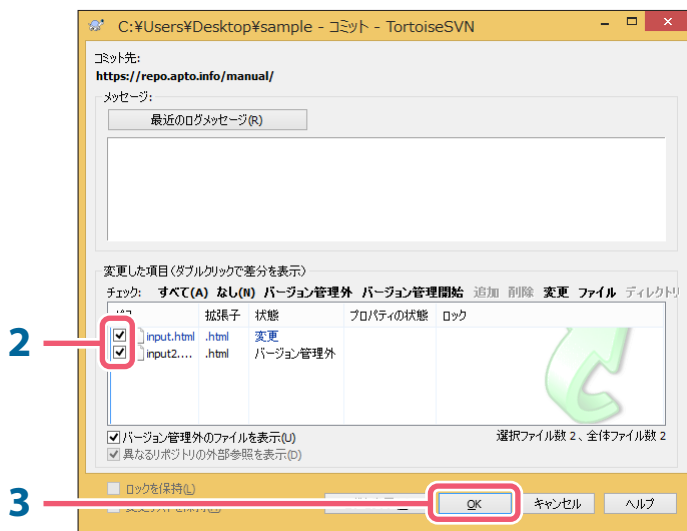 C:¥Users¥Desktop¥sample - コミット - TortoiseSVN
コミット先:
https://repo.apto.info/manual/
メッセージ:
最近のログメッセージ(R)
変更した項目(ダブルクリックで差分を表示)
チェック: すべて(A) なし(N) バージョン管理外 バージョン管理開始 追加 削除 変更 ファイル ディレクトリ
拡張子 状態 プロパティの状態 ロック
input.html .html 変更
input2.... .html バージョン管理外
2
バージョン管理外のファイルを表示(U) 選択ファイル数 2、全体ファイル数 2
異なるリポジトリの外部参照を表示(D)
ロックを保持(L)
3 OK キャンセル ヘルプ